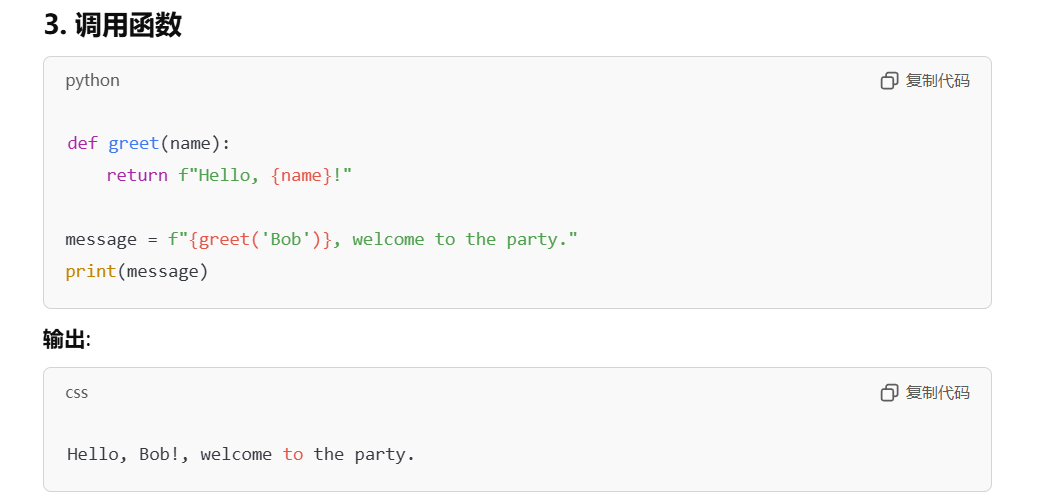 3. 调用函数
python
复制代码
def greet(name):
    return f"Hello, {name}!"
message = f"{greet('Bob')}, welcome to the party."
print(message)
输出:
css
复制代码
Hello, Bob!, welcome to the party.